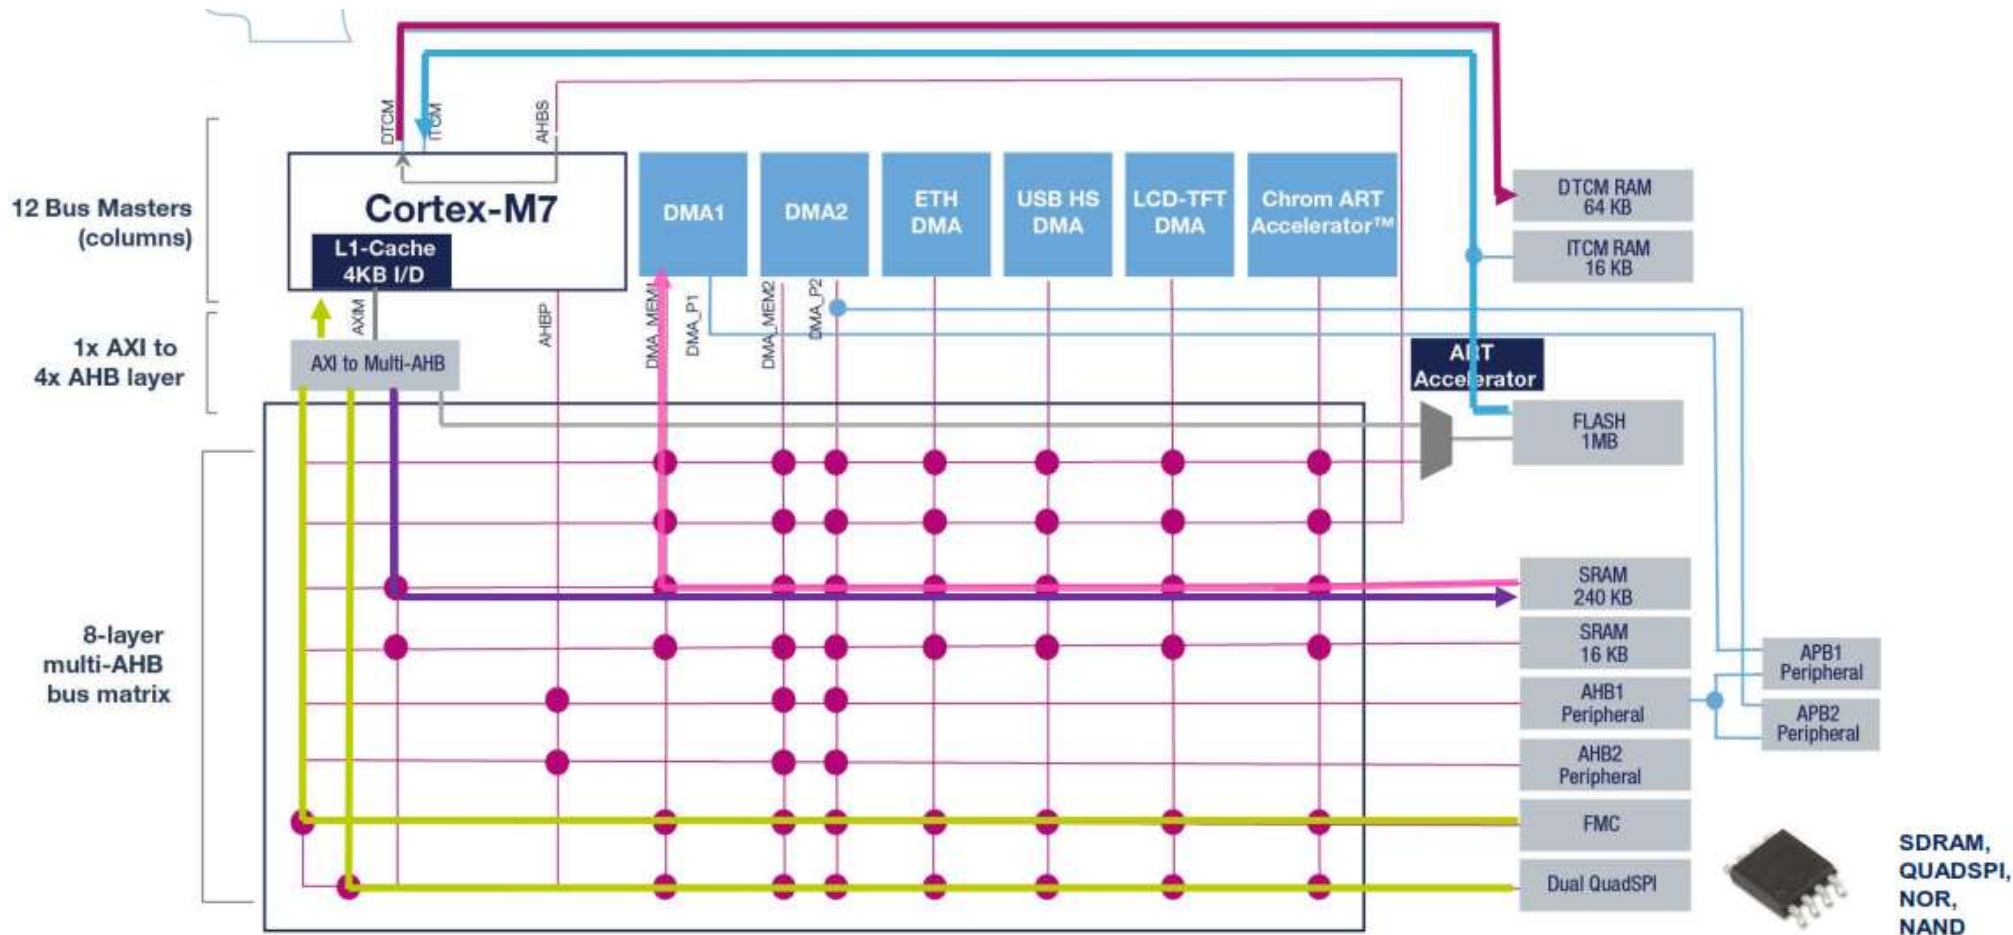 DTCM
ITCM
AHBS
12 Bus Masters
(columns)
Cortex-M7
L1-Cache
4KB I/D
DMA1
DMA2
ETH
DMA
USB HS
DMA
LCD-TFT
DMA
Chrom ART
Accelerator™
DTCM RAM
64 KB
ITCM RAM
16 KB
AXIM
AHBP
DMA_MEM1
DMA_P1
DMA_MEM2
DMA_P2
1x AXI to
4x AHB layer
AXI to Multi-AHB
ART
Accelerator
FLASH
1MB
8-layer
multi-AHB
bus matrix
SRAM
240 KB
SRAM
16 KB
AHB1
Peripheral
AHB2
Peripheral
FMC
Dual QuadSPI
APB1
Peripheral
APB2
Peripheral
SDRAM,
QUADSPI,
NOR,
NAND